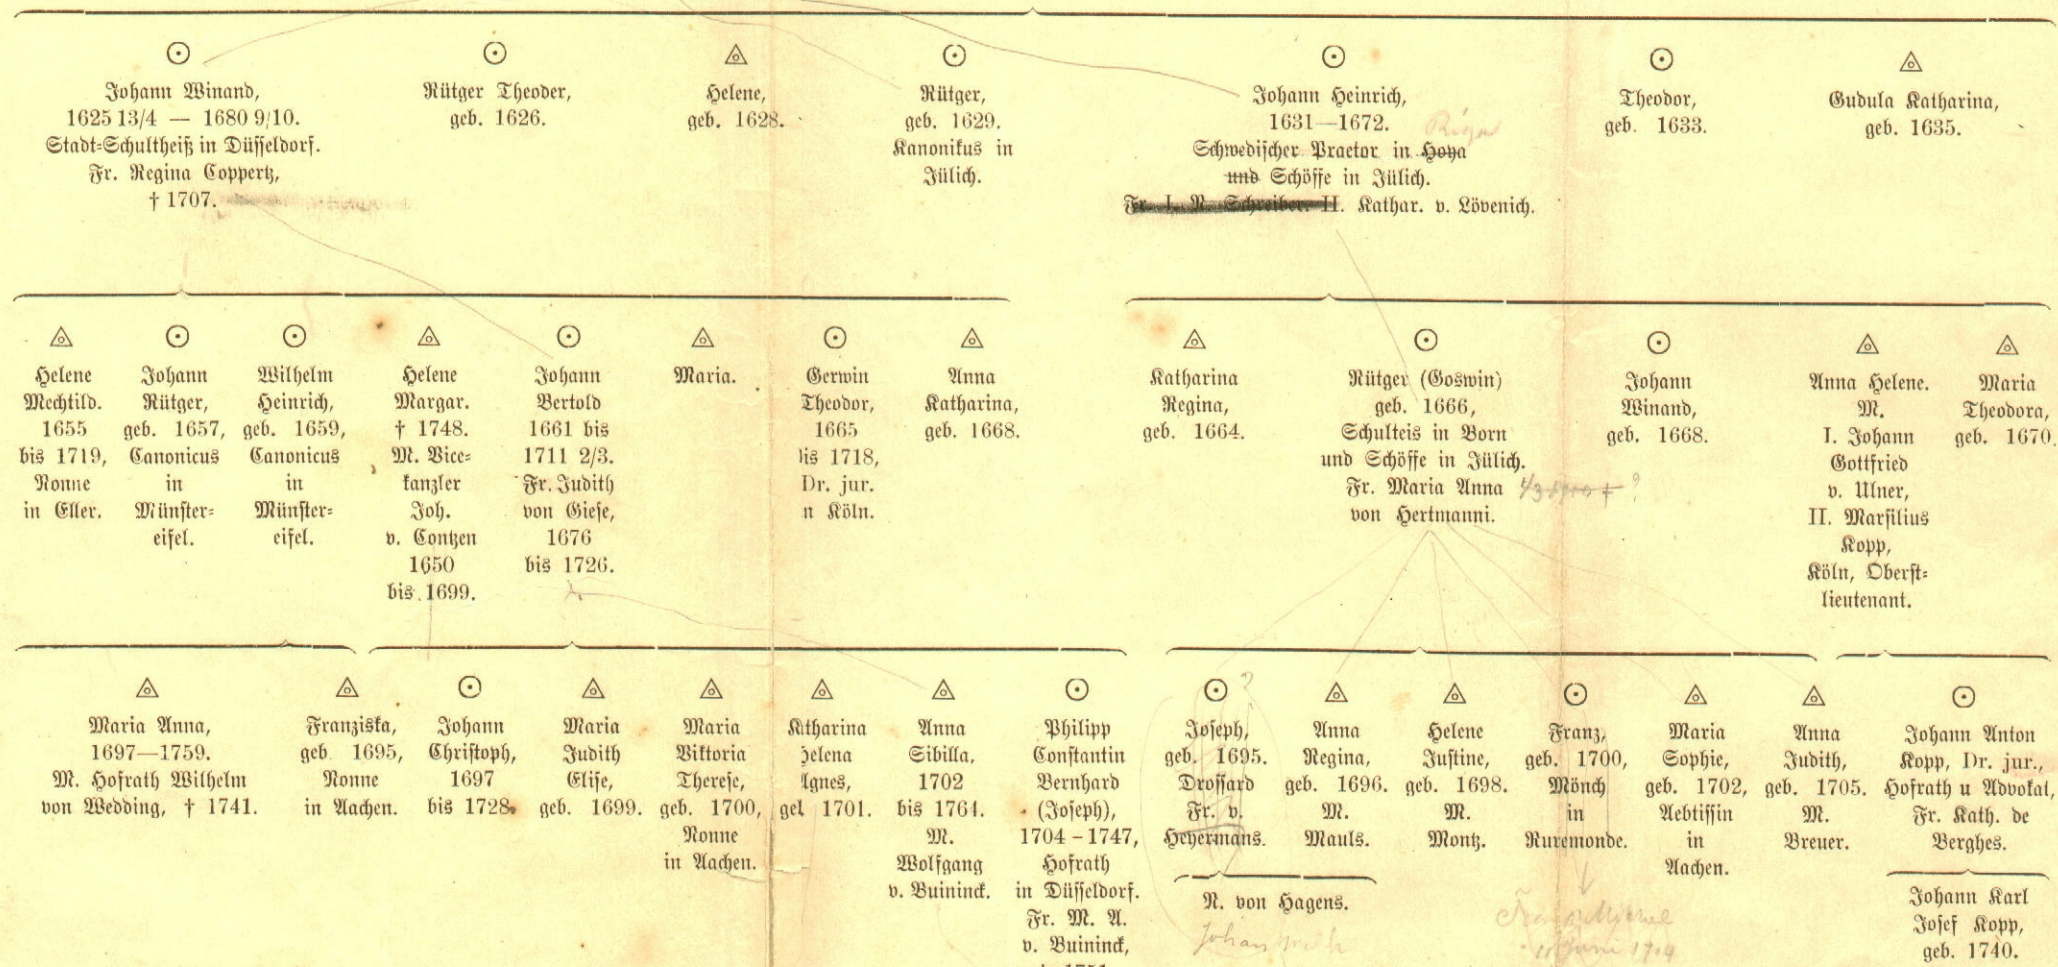 Johann Winand,
1625 13/4 — 1680 9/10.
Stadt-Schultheiß in Düsseldorf.
Fr. Regina Coppertz,
† 1707.
Rütger Theoder,
geb. 1626.
Helene,
geb. 1628.
Rütger,
geb. 1629.
Kanonikus in
Jülich.
Johann Heinrich,
1631—1672.
Riga
Schwedischer Praetor in Hoya
und Schöffe in Jülich.
Fr. I. N. Schreiber. II. Kathar. v. Lövenich.
Theodor,
geb. 1633.
Gudula Katharina,
geb. 1635.
Helene
Mechtild.
1655
bis 1719,
Nonne
in Eller.
Johann
Rütger,
geb. 1657,
Canonicus
in
Münster-
eifel.
Wilhelm
Heinrich,
geb. 1659,
Canonicus
in
Münster-
eifel.
Helene
Margar.
† 1748.
M. Vice-
kanzler
Joh.
v. Contzen
1650
bis 1699.
Johann
Bertold
1661 bis
1711 2/3.
Fr. Judith
von Giese,
1676
bis 1726.
Maria.
Gerwin
Theodor,
1665
bis 1718,
Dr. jur.
n Köln.
Anna
Katharina,
geb. 1668.
Katharina
Regina,
geb. 1664.
Rütger (Goswin)
geb. 1666,
Schulteis in Born
und Schöffe in Jülich.
Fr. Maria Anna
von Hertmanni.
Johann
Winand,
geb. 1668.
Anna Helene.
M.
I. Johann
Gottfried
v. Ulner,
II. Marsilius
Kopp,
Köln, Oberst-
lieutenant.
Maria
Theodora,
geb. 1670.
Maria Anna,
1697—1759.
M. Hofrath Wilhelm
von Wedding, † 1741.
Franziska,
geb. 1695,
Nonne
in Aachen.
Johann
Christoph,
1697
bis 1728.
Maria
Judith
Elise,
geb. 1699.
Maria
Viktoria
Therese,
geb. 1700,
Nonne
in Aachen.
Katharina
Helena
Agnes,
geb. 1701.
Anna
Sibilla,
1702
bis 1761.
M.
Wolfgang
v. Buininck.
Philipp
Constantin
Bernhard
(Joseph),
1704 – 1747,
Hofrath
in Düsseldorf.
Fr. M. A.
v. Buininck,
?
Joseph,
geb. 1695.
Drossard
Fr. v.
Heyermans.
N. von Hagens.
Anna
Regina,
geb. 1696.
M.
Mauls.
Helene
Justine,
geb. 1698.
M.
Montz.
Franz,
geb. 1700,
Mönch
in
Ruremonde.
Maria
Sophie,
geb. 1702,
Aebtissin
in
Aachen.
Anna
Judith,
geb. 1705.
M.
Breuer.
Johann Anton
Kopp, Dr. jur.,
Hofrath u Advokat,
Fr. Kath. de
Berghes.
Johann Karl
Josef Kopp,
geb. 1740.